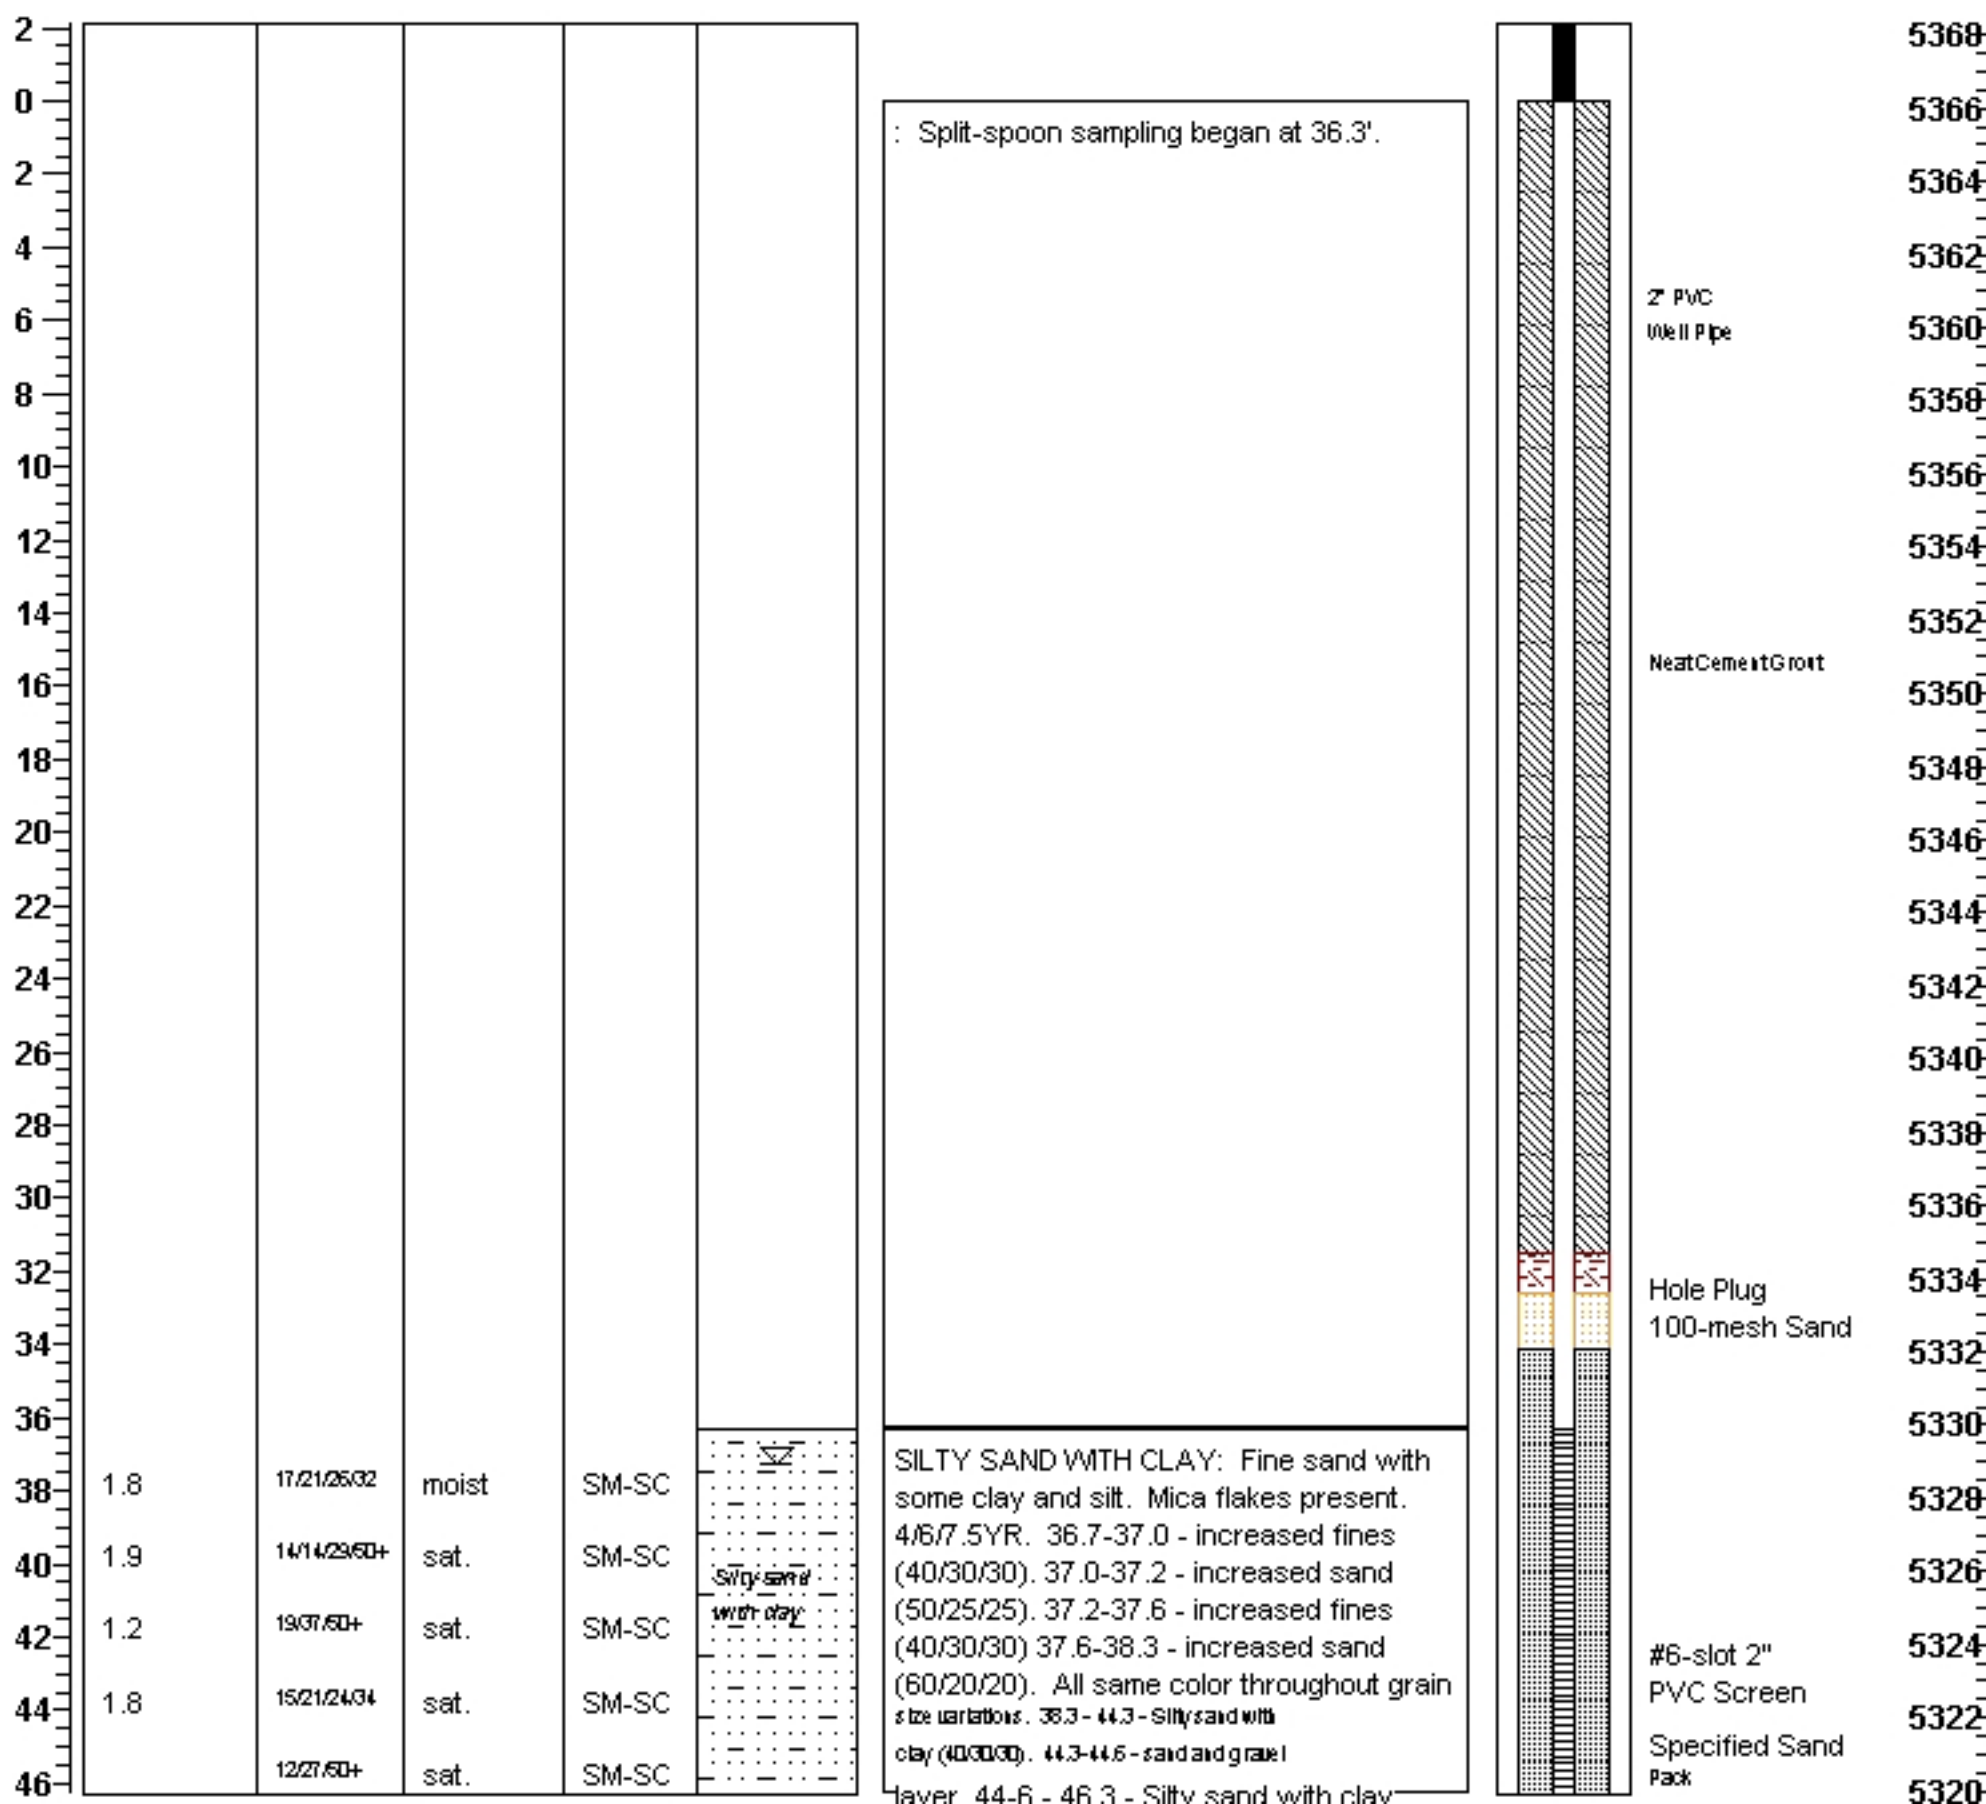 2
0
2
4
6
8
10
12
14
16
18
20
22
24
26
28
30
32
34
36
38
40
42
44
46
1.8
17/21/26/32
moist
SM-SC
1.9
14/14/29/50+
sat.
SM-SC
1.2
19/37/50+
sat.
SM-SC
1.8
15/21/24/34
sat.
SM-SC
12/27/50+
sat.
SM-SC
Silty sand
with clay
: Split-spoon sampling began at 36.3'.
SILTY SAND WITH CLAY: Fine sand with
some clay and silt. Mica flakes present.
4/6/7.5YR. 36.7-37.0 - increased fines
(40/30/30). 37.0-37.2 - increased sand
(50/25/25). 37.2-37.6 - increased fines
(40/30/30) 37.6-38.3 - increased sand
(60/20/20). All same color throughout grain
size variations. 38.3 - 44.3 - Silty sand with
clay (40/30/30). 44.3-44.6 - sand and gravel
layer. 44-6 - 46.3 - Silty sand with clay
2" PVC
Well Pipe
Neat Cement Grout
Hole Plug
100-mesh Sand
#6-slot 2"
PVC Screen
Specified Sand
Pack
5368
5366
5364
5362
5360
5358
5356
5354
5352
5350
5348
5346
5344
5342
5340
5338
5336
5334
5332
5330
5328
5326
5324
5322
5320